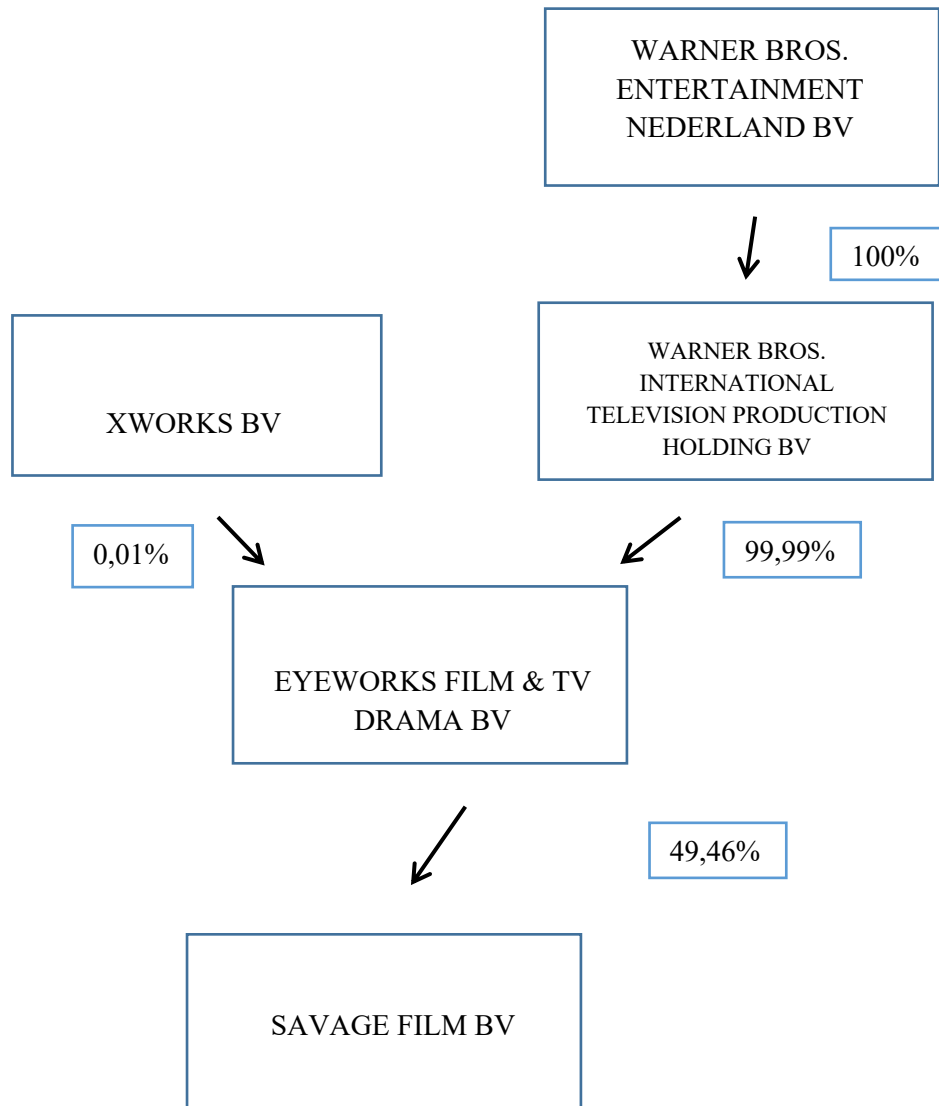 WARNER BROS.
ENTERTAINMENT
NEDERLAND BV
100%
XWORKS BV
WARNER BROS.
INTERNATIONAL
TELEVISION PRODUCTION
HOLDING BV
0,01%
99,99%
EYEWORKS FILM & TV
DRAMA BV
49,46%
SAVAGE FILM BV